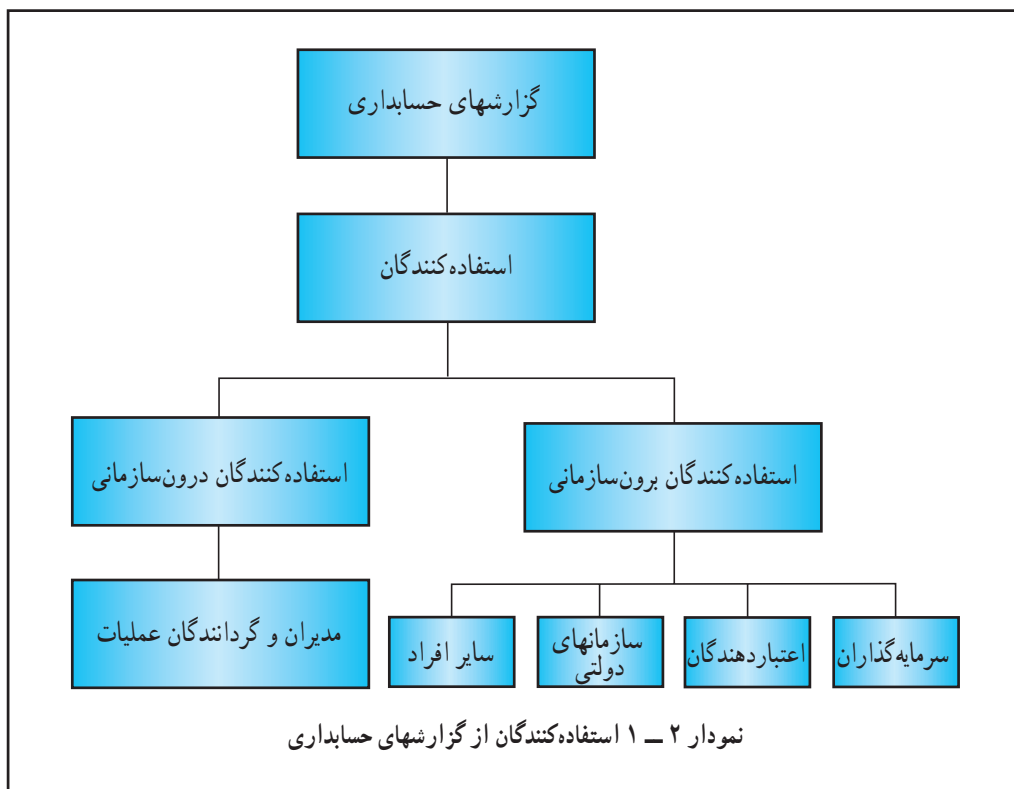 گزارشهای حسابداری
استفاده‌کنندگان
استفاده‌کنندگان برون‌سازمانی
استفاده‌کنندگان درون‌سازمانی
سرمایه‌گذاران
اعتباردهندگان
سازمانهای
دولتی
سایر افراد
مدیران و گردانندگان عملیات
نمودار ۲ ــ ۱ استفاده‌کنندگان از گزارشهای حسابداری